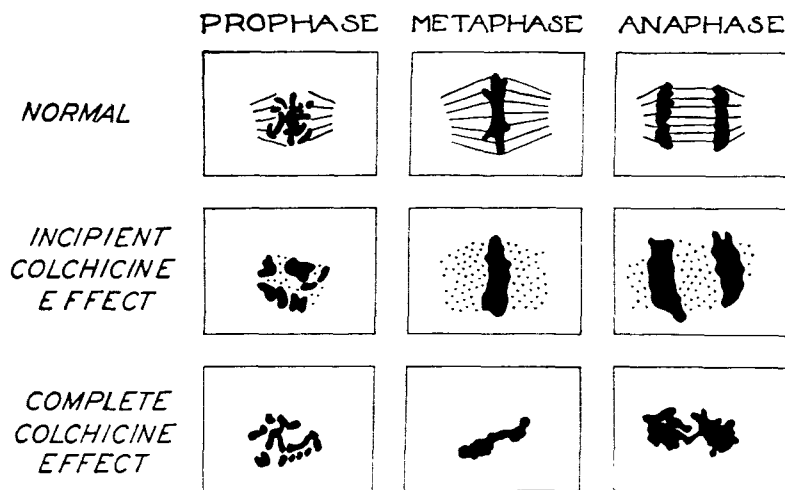 PROPHASE METAPHASE ANAPHASE
NORMAL
INCIPIENT
COLCHICINE
EFFECT
COMPLETE
COLCHICINE
EFFECT